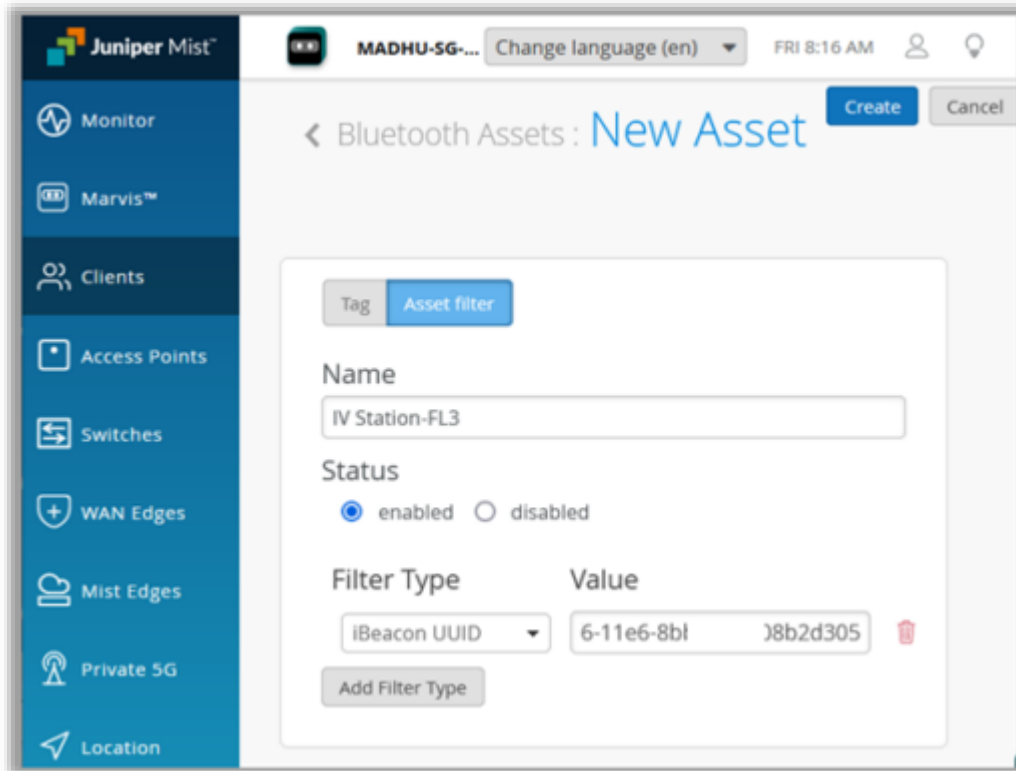 Juniper Mist™
MADHU-SG-... Change language (en) FRI 8:16 AM
Monitor
Marvis™
Clients
Access Points
Switches
WAN Edges
Mist Edges
Private 5G
Location
Bluetooth Assets : New Asset
Create Cancel
Tag Asset filter
Name
IV Station-FL3
Status
enabled disabled
Filter Type Value
iBeacon UUID 6-11e6-8bl )8b2d305
Add Filter Type